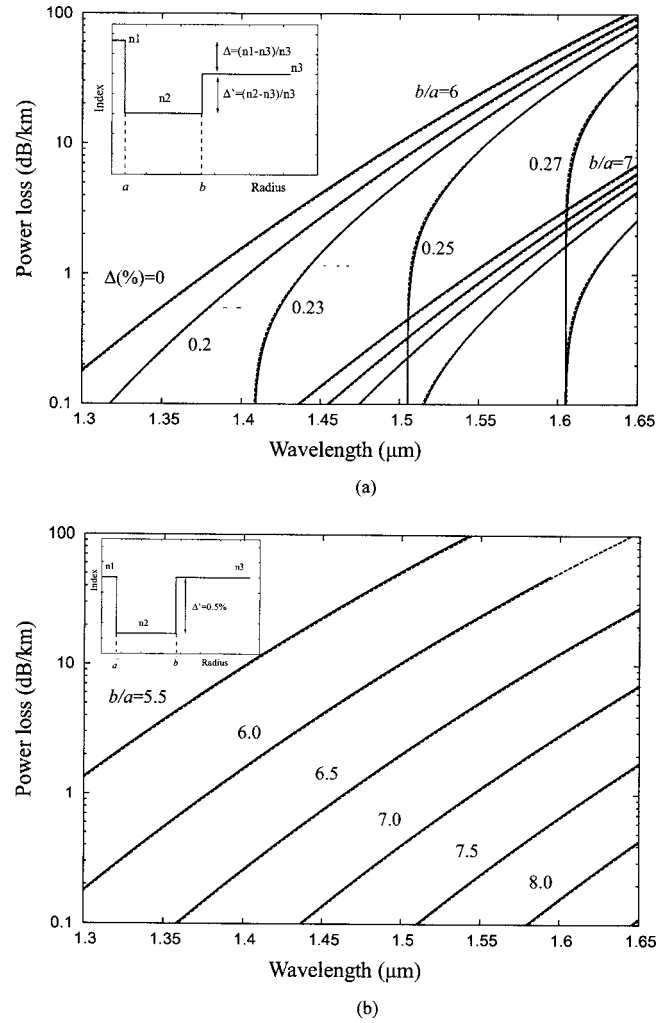 100
10
1
0.1
1.3
1.35
1.4
1.45
1.5
1.55
1.6
1.65
Power loss (dB/km)
Wavelength (μm)
n1
Δ=(n1-n3)/n3
n3
Δ'=(n2-n3)/n3
n2
Index
a
b
Radius
b/a=6
0.27
b/a=7
0.25
Δ(%)=0
0.23
0.2
(a)
100
10
1
0.1
1.3
1.35
1.4
1.45
1.5
1.55
1.6
1.65
Power loss (dB/km)
Wavelength (μm)
n1
n3
Δ'=0.5%
n2
Index
a
b
Radius
b/a=5.5
6.0
6.5
7.0
7.5
8.0
(b)